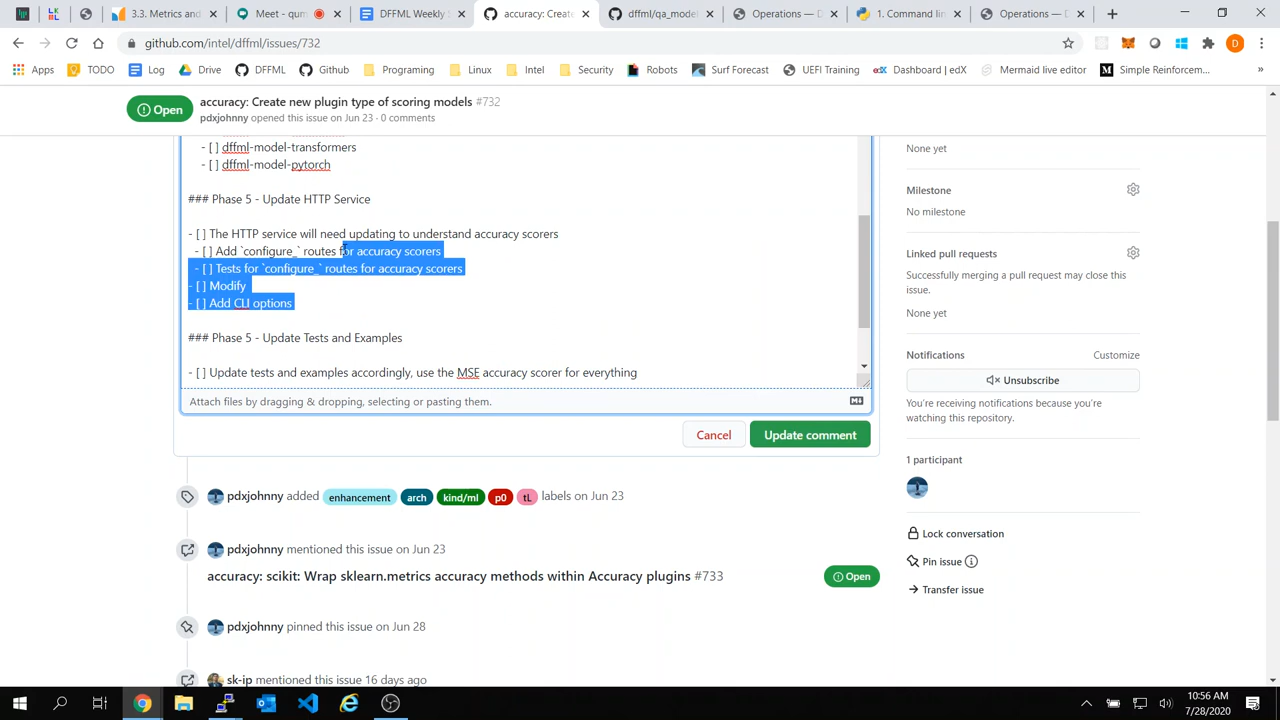 3.3. Metrics and
Meet - qum
DFFML Weekly S
accuracy: Create
dffml/qa_model
Operations —
1. Command lin
Operations — D
github.com/intel/dffml/issues/732
D
Apps
TODO
Log
Drive
DFFML
Github
Programing
Linux
Intel
Security
Robots
Surf Forecast
UEFI Training
Dashboard | edX
Mermaid live editor
Simple Reinforcem...
»
Open
accuracy: Create new plugin type of scoring models #732
pdxjohnny opened this issue on Jun 23 · 0 comments
- [ ] dffml-model-transformers
- [ ] dffml-model-pytorch
### Phase 5 - Update HTTP Service
- [ ] The HTTP service will need updating to understand accuracy scorers
- [ ] Add `configure_` routes for accuracy scorers
- [ ] Tests for `configure_` routes for accuracy scorers
- [ ] Modify
- [ ] Add CLI options
### Phase 5 - Update Tests and Examples
- [ ] Update tests and examples accordingly, use the MSE accuracy scorer for everything
Attach files by dragging & dropping, selecting or pasting them.
Cancel
Update comment
pdxjohnny added enhancement arch kind/ml p0 tL labels on Jun 23
pdxjohnny mentioned this issue on Jun 23
accuracy: scikit: Wrap sklearn.metrics accuracy methods within Accuracy plugins #733
Open
pdxjohnny pinned this issue on Jun 28
sk-ip mentioned this issue 16 days ago
None yet
Milestone
No milestone
Linked pull requests
Successfully merging a pull request may close this
issue.
None yet
Notifications
Customize
Unsubscribe
You're receiving notifications because you're
watching this repository.
1 participant
Lock conversation
Pin issue
Transfer issue
10:56 AM
7/28/2020